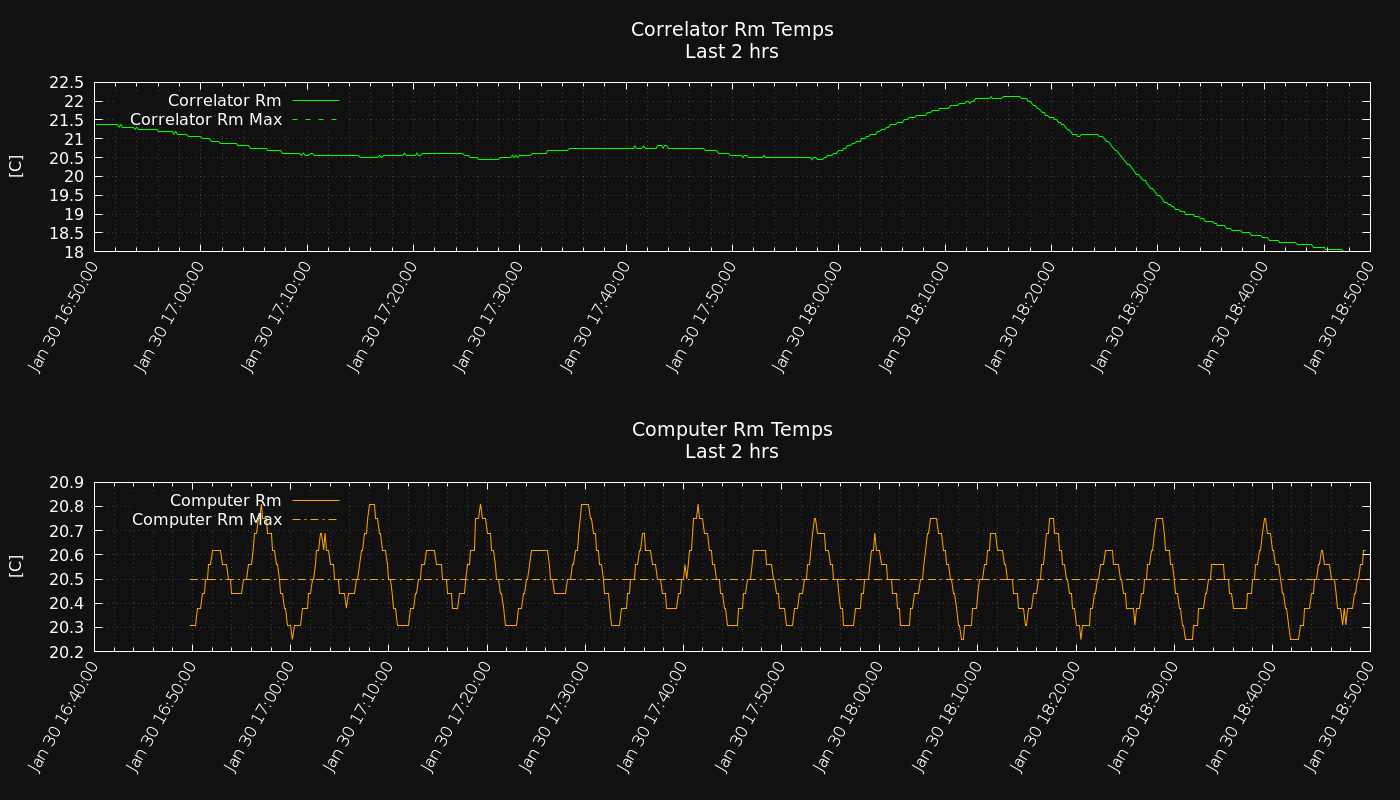 Correlator Rm Temps
Last 2 hrs
Correlator Rm
Correlator Rm Max
[C]
22.5
22
21.5
21
20.5
20
19.5
19
18.5
18
Jan 30 16:50:00
Jan 30 17:00:00
Jan 30 17:10:00
Jan 30 17:20:00
Jan 30 17:30:00
Jan 30 17:40:00
Jan 30 17:50:00
Jan 30 18:00:00
Jan 30 18:10:00
Jan 30 18:20:00
Jan 30 18:30:00
Jan 30 18:40:00
Jan 30 18:50:00
Computer Rm Temps
Last 2 hrs
Computer Rm
Computer Rm Max
[C]
20.9
20.8
20.7
20.6
20.5
20.4
20.3
20.2
Jan 30 16:40:00
Jan 30 16:50:00
Jan 30 17:00:00
Jan 30 17:10:00
Jan 30 17:20:00
Jan 30 17:30:00
Jan 30 17:40:00
Jan 30 17:50:00
Jan 30 18:00:00
Jan 30 18:10:00
Jan 30 18:20:00
Jan 30 18:30:00
Jan 30 18:40:00
Jan 30 18:50:00